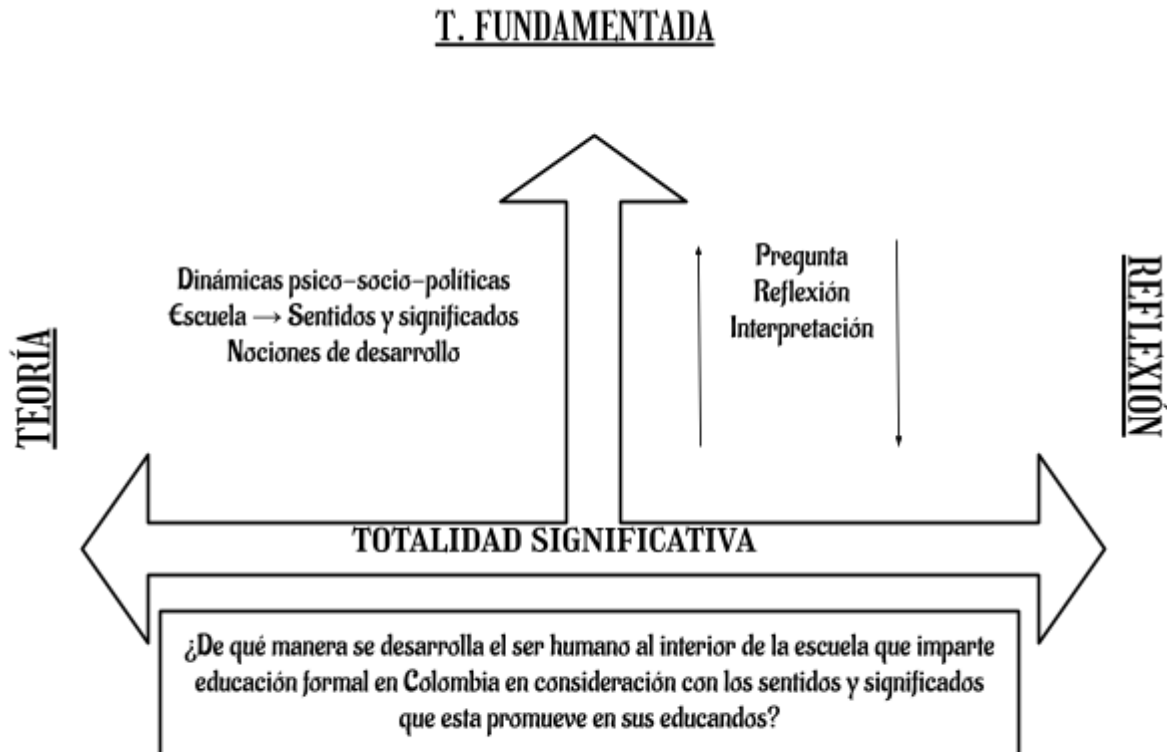 T. FUNDAMENTADA
Dinámicas psico-socio-políticas
Escuela → Sentidos y significados
Nociones de desarrollo
Pregunta
Reflexión
Interpretación
TEORÍA
REFLEXIÓN
TOTALIDAD SIGNIFICATIVA
¿De qué manera se desarrolla el ser humano al interior de la escuela que imparte
educación formal en Colombia en consideración con los sentidos y significados
que esta promueve en sus educandos?